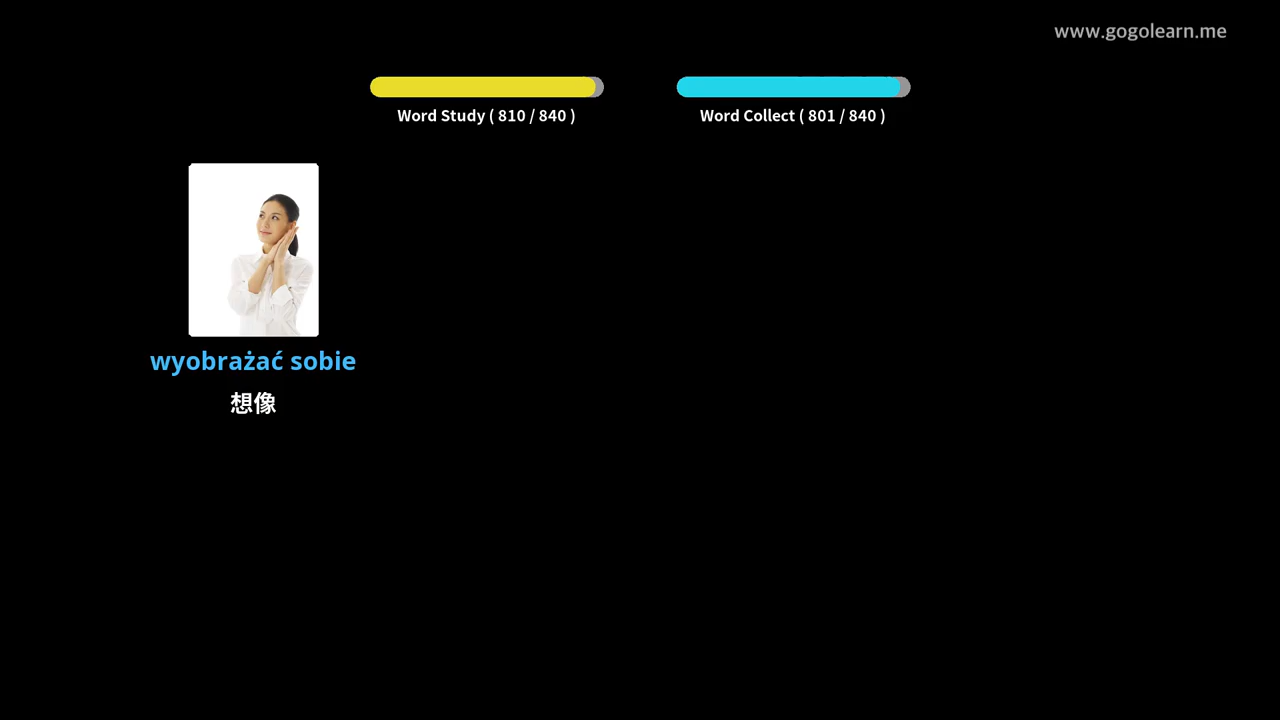 www.gogolearn.me
Word Study ( 810 / 840 )
Word Collect ( 801 / 840 )
wyobrażać sobie
想像